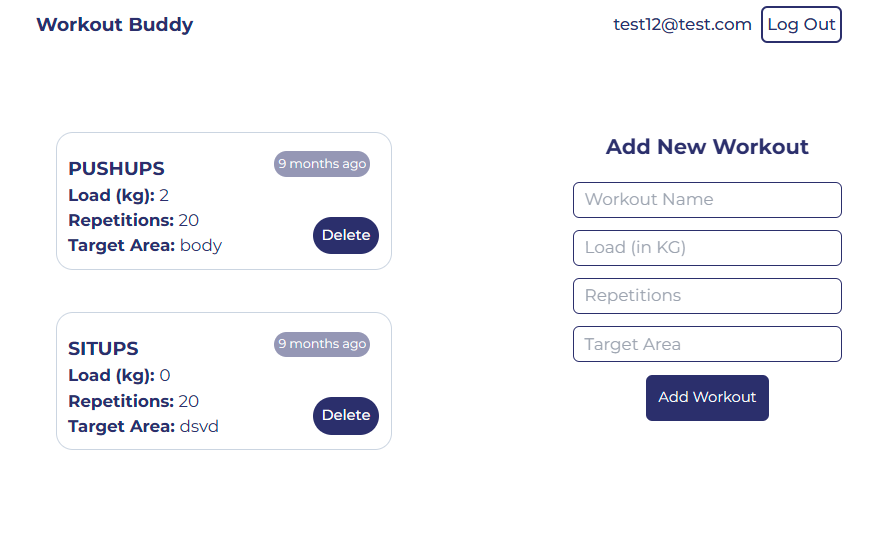 Workout Buddy
test12@test.com Log Out
PUSHUPS
9 months ago
Load (kg): 2
Repetitions: 20
Target Area: body
Delete
SITUPS
9 months ago
Load (kg): 0
Repetitions: 20
Target Area: dsvd
Delete
Add New Workout
Workout Name
Load (in KG)
Repetitions
Target Area
Add Workout